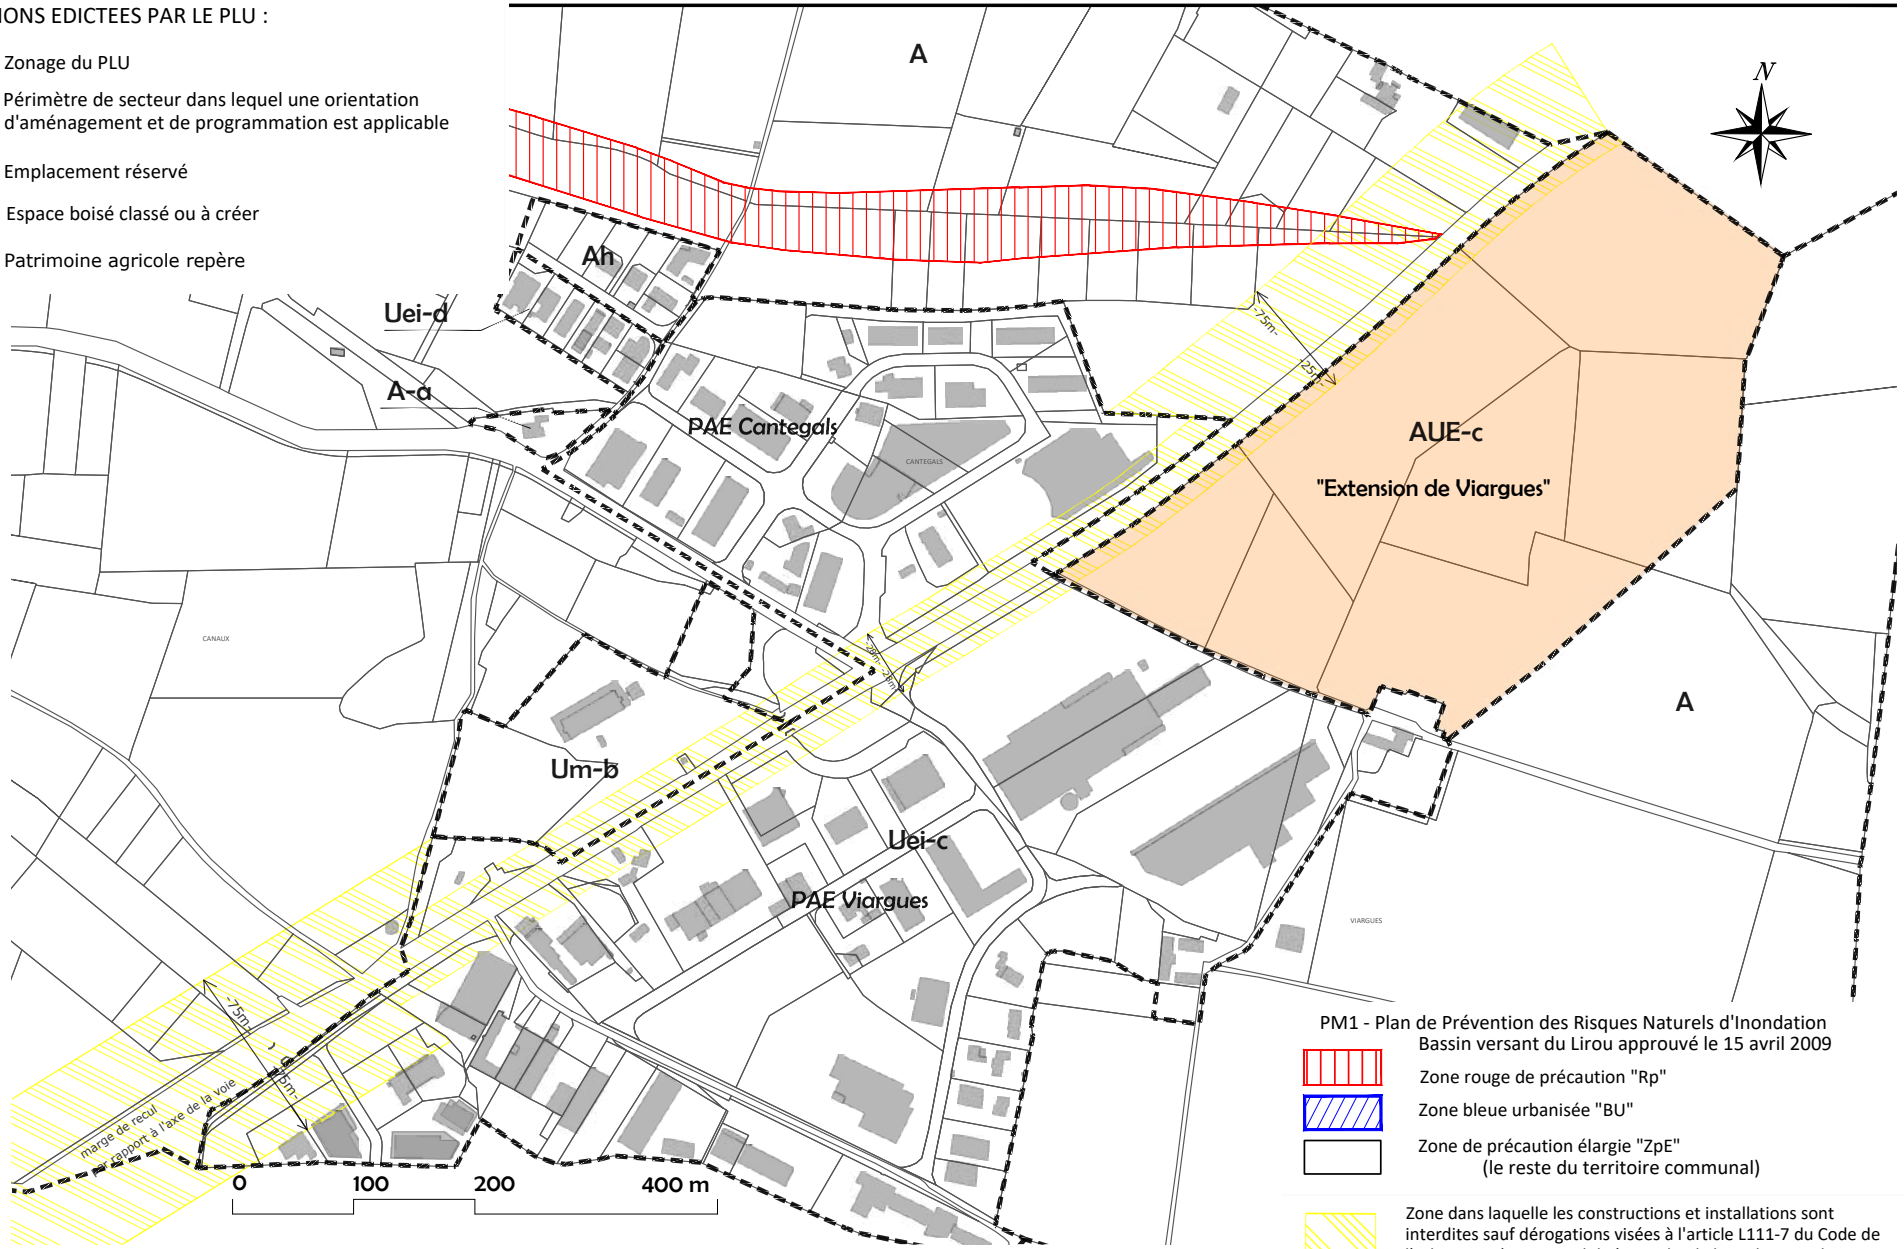 IONS EDICTEES PAR LE PLU :
Zonage du PLU
Périmètre de secteur dans lequel une orientation
d'aménagement et de programmation est applicable
Emplacement réservé
Espace boisé classé ou à créer
Patrimoine agricole repère
A
N
Ah
Uei-d
A-a
-75m-
-25m-
PAE Cantegals
CANTEGALS
AUE-c
"Extension de Viargues"
CANAUX
A
Um-b
Uei-c
PAE Viargues
VIARGUES
-75m-
-75m-
marge de recul
par rapport à l'axe de la voie
0 100 200 400 m
PM1 - Plan de Prévention des Risques Naturels d'Inondation
Bassin versant du Lirou approuvé le 15 avril 2009
Zone rouge de précaution "Rp"
Zone bleue urbanisée "BU"
Zone de précaution élargie "ZpE"
(le reste du territoire communal)
Zone dans laquelle les constructions et installations sont
interdites sauf dérogations visées à l'article L111-7 du Code de